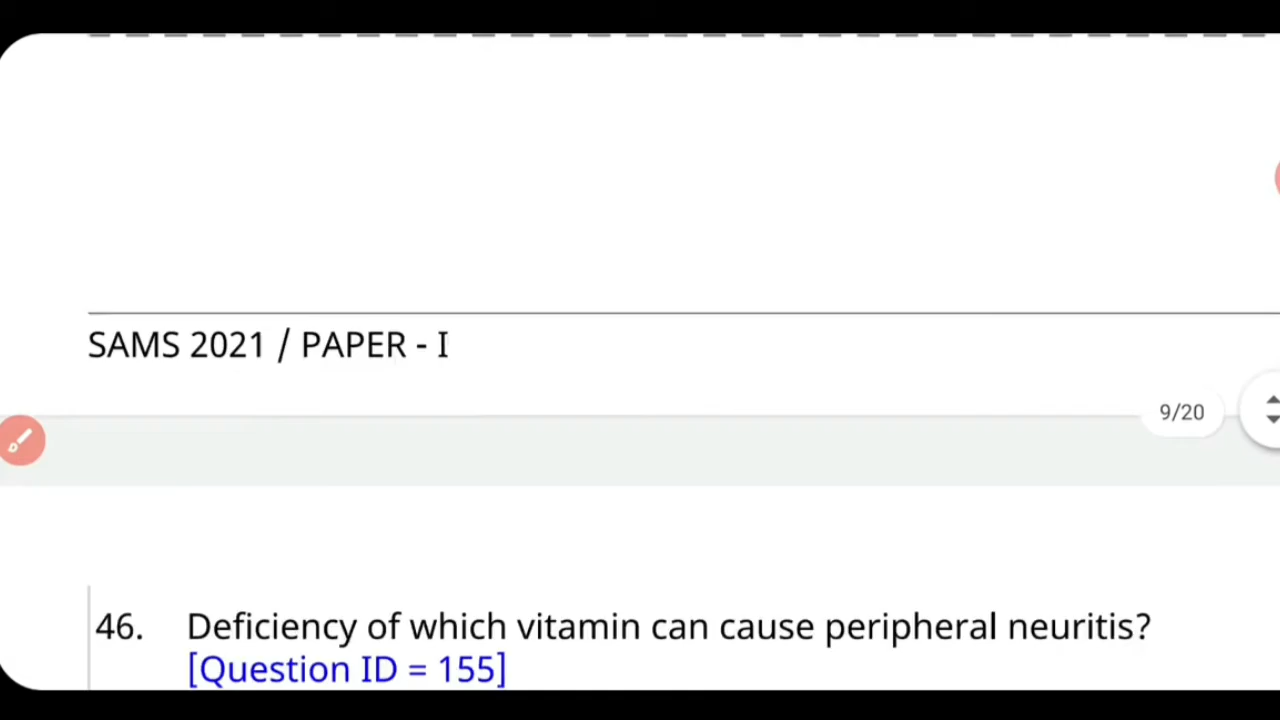 SAMS 2021 / PAPER - I
9/20
46. Deficiency of which vitamin can cause peripheral neuritis?
[Question ID = 155]